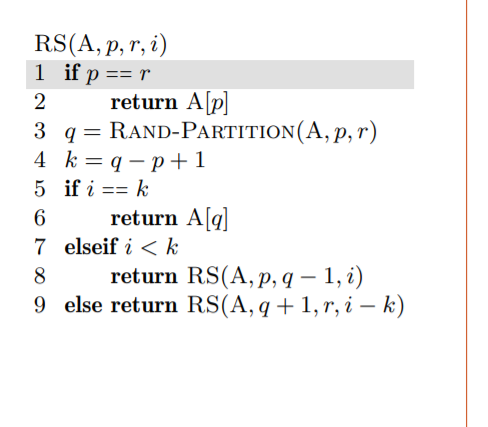 RS(A, p, r, i)
1 if p == r
2 return A[p]
3 q = RAND-PARTITION(A, p, r)
4 k = q − p + 1
5 if i == k
6 return A[q]
7 elseif i < k
8 return RS(A, p, q − 1, i)
9 else return RS(A, q + 1, r, i − k)